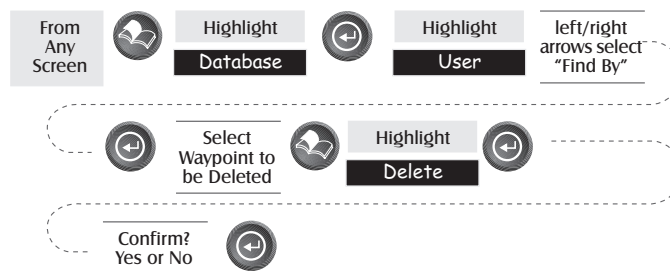 From
Any
Screen
Highlight
Database
Highlight
User
left/right
arrows select
“Find By”
Select
Waypoint to
be Deleted
Highlight
Delete
Confirm?
Yes or No